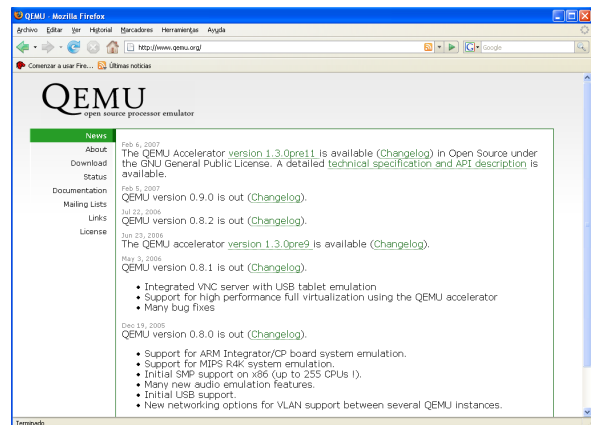 QEMU - Mozilla Firefox
Archivo Editar Ver Historial Marcadores Herramientas Ayuda
http://www.qemu.org/
Google
Comenzar a usar Fire... Últimas noticias
QEMU
open source processor emulator
News
About
Download
Status
Documentation
Mailing Lists
Links
License
Feb 6, 2007
The QEMU Accelerator version 1.3.0pre11 is available (Changelog) in Open Source under
the GNU General Public License. A detailed technical specification and API description is
available.
Feb 5, 2007
QEMU version 0.9.0 is out (Changelog).
Jul 22, 2006
QEMU version 0.8.2 is out (Changelog).
Jun 23, 2006
The QEMU accelerator version 1.3.0pre9 is available (Changelog).
May 3, 2006
QEMU version 0.8.1 is out (Changelog).
Integrated VNC server with USB tablet emulation
Support for high performance full virtualization using the QEMU accelerator
Many bug fixes
Dec 19, 2005
QEMU version 0.8.0 is out (Changelog).
Support for ARM Integrator/CP board system emulation.
Support for MIPS R4K system emulation.
Initial SMP support on x86 (up to 255 CPUs !).
Many new audio emulation features.
Initial USB support.
New networking options for VLAN support between several QEMU instances.
Terminado